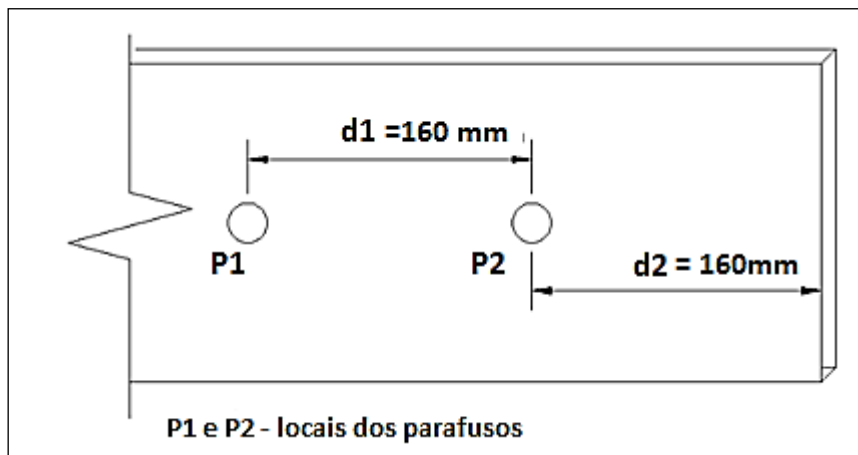 d1 =160 mm
P1
P2
d2 = 160mm
P1 e P2 - locais dos parafusos